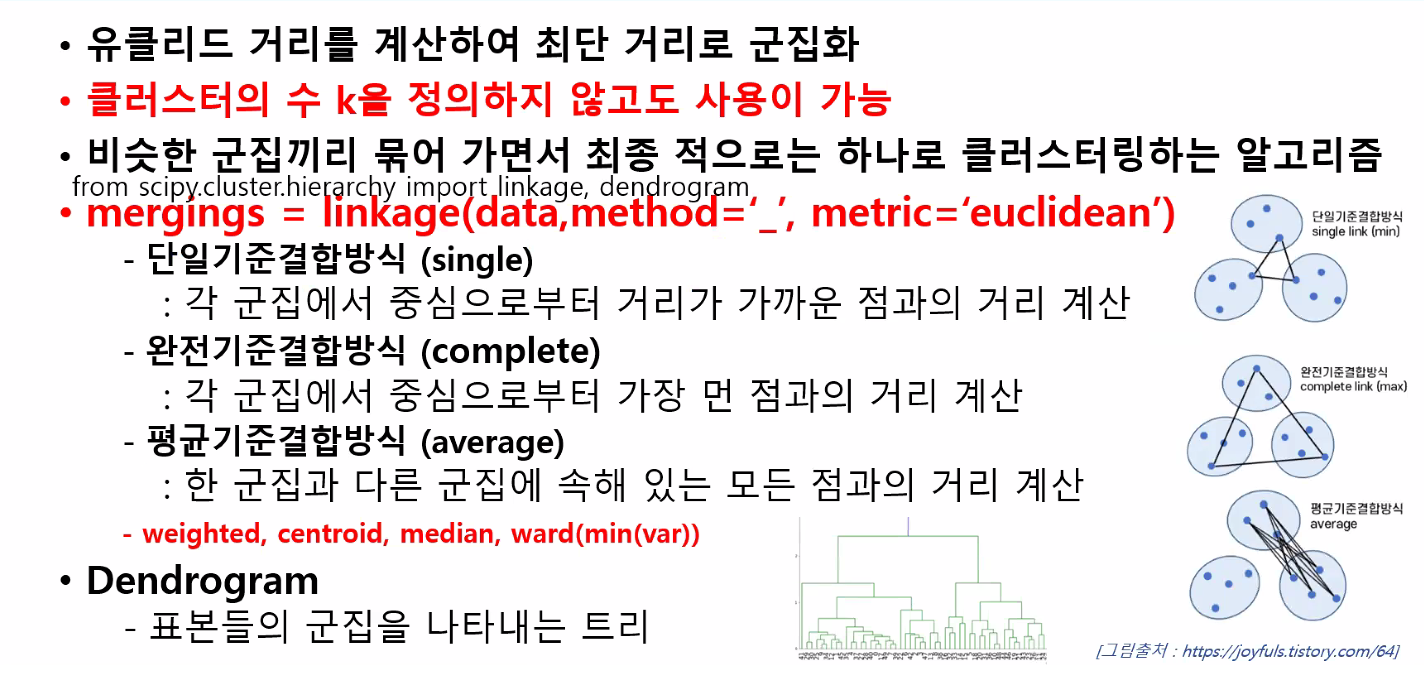 • 유클리드 거리를 계산하여 최단 거리로 군집화
• 클러스터의 수 k을 정의하지 않고도 사용이 가능
• 비슷한 군집끼리 묶어 가면서 최종 적으로는 하나로 클러스터링하는 알고리즘
from scipy.cluster.hierarchy import linkage, dendrogram
• mergings = linkage(data,method=‘_’, metric=‘euclidean’)
- 단일기준결합방식 (single)
: 각 군집에서 중심으로부터 거리가 가까운 점과의 거리 계산
- 완전기준결합방식 (complete)
: 각 군집에서 중심으로부터 가장 먼 점과의 거리 계산
- 평균기준결합방식 (average)
: 한 군집과 다른 군집에 속해 있는 모든 점과의 거리 계산
- weighted, centroid, median, ward(min(var))
• Dendrogram
- 표본들의 군집을 나타내는 트리
단일기준결합방식
single link (min)
완전기준결합방식
complete link (max)
평균기준결합방식
average
[그림출처 : https://joyfuls.tistory.com/64]